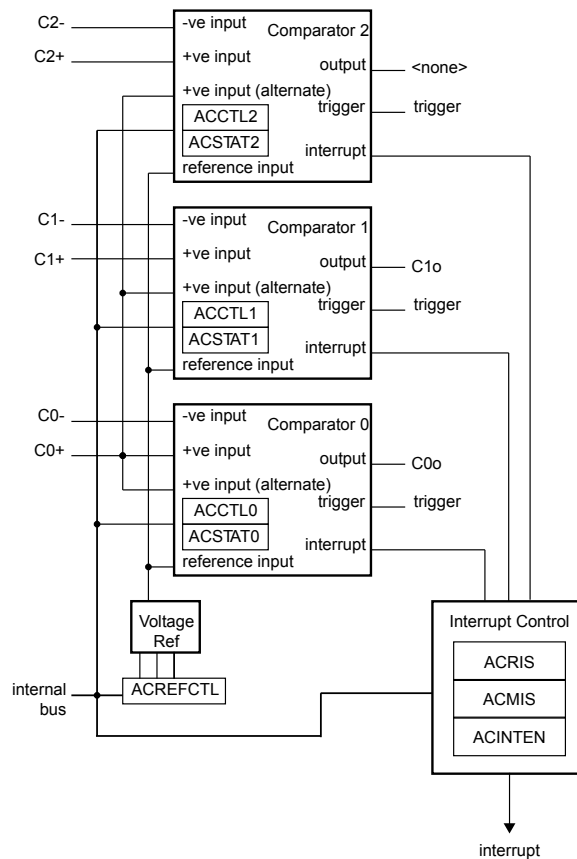 C2-
-ve input
Comparator 2
C2+
+ve input
output
<none>
+ve input (alternate)
trigger
trigger
ACCTL2
ACSTAT2
interrupt
reference input
C1-
-ve input
Comparator 1
C1+
+ve input
output
C1o
+ve input (alternate)
trigger
trigger
ACCTL1
ACSTAT1
interrupt
reference input
C0-
-ve input
Comparator 0
C0+
+ve input
output
C0o
+ve input (alternate)
trigger
trigger
ACCTL0
ACSTAT0
interrupt
reference input
Voltage
Ref
Interrupt Control
ACRIS
ACMIS
ACINTEN
internal
bus
ACREFCTL
interrupt